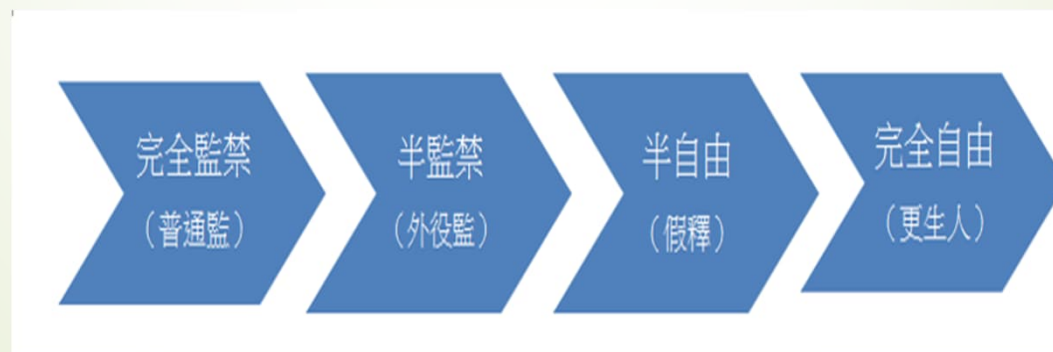 完全監禁
（普通監）
半監禁
（外役監）
半自由
（假釋）
完全自由
（更生人）